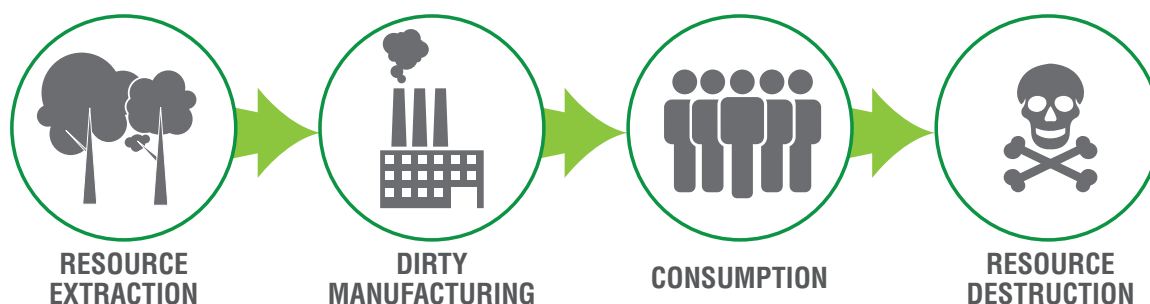 RESOURCE
EXTRACTION
DIRTY
MANUFACTURING
CONSUMPTION
RESOURCE
DESTRUCTION